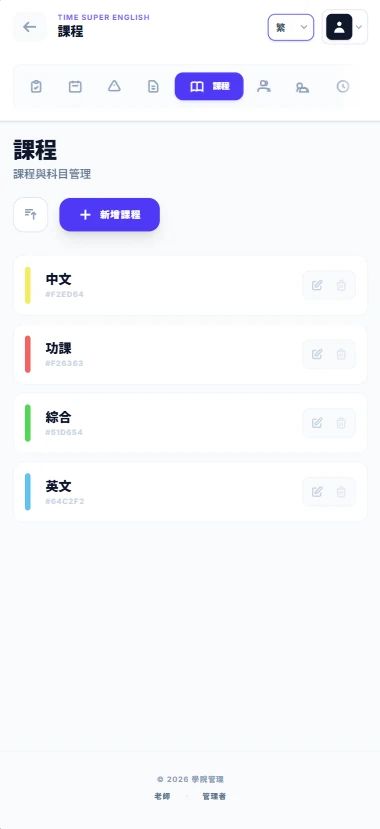 TIME SUPER ENGLISH
課程
繁
課程
課程
課程與科目管理
新增課程
中文
#F2ED64
功課
#F26363
綜合
#51D654
英文
#64C2F2
© 2026 學院管理
老師 · 管理者